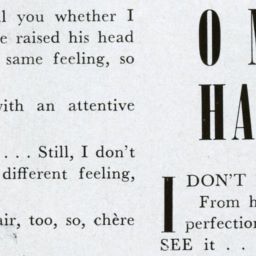 ll you whether I
e raised his head
same feeling, so
with an attentive
. . . . Still, I don't
different feeling,
air, too, so, chère
O
HA
I DON'T
From h
perfection
SEE it . .